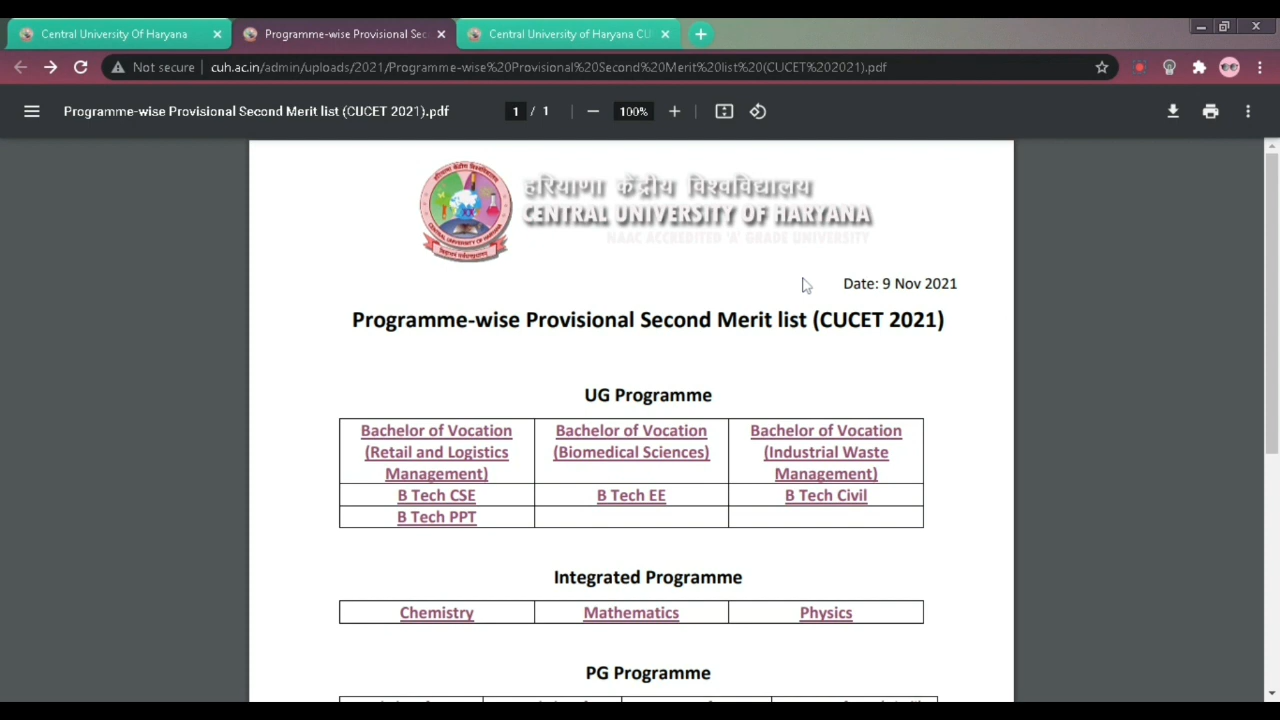 Central University Of Haryana
Programme-wise Provisional Sec
Central University of Haryana CU
Not secure
cuh.ac.in/admin/uploads/2021/Programme-wise%20Provisional%20Second%20Merit%20list%20(CUCET%202021).pdf
Programme-wise Provisional Second Merit list (CUCET 2021).pdf
1 / 1
100%
हरियाणा केंद्रीय विश्वविद्यालय
CENTRAL UNIVERSITY OF HARYANA
NAAC ACCREDITED 'A' GRADE UNIVERSITY
Date: 9 Nov 2021
Programme-wise Provisional Second Merit list (CUCET 2021)
UG Programme
Bachelor of Vocation (Retail and Logistics Management)
Bachelor of Vocation (Biomedical Sciences)
Bachelor of Vocation (Industrial Waste Management)
B Tech CSE
B Tech EE
B Tech Civil
B Tech PPT
Integrated Programme
Chemistry
Mathematics
Physics
PG Programme